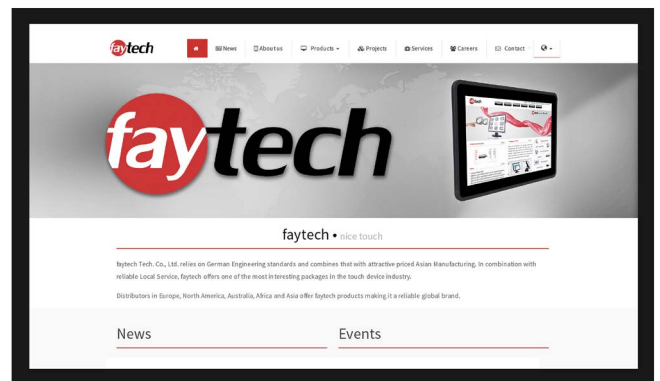 faytech
News
About us
Products
Projects
Services
Careers
Contact
faytech
faytech • nice touch
faytech Tech. Co., Ltd. relies on German Engineering standards and combines that with attractive priced Asian Manufacturing. In combination with
reliable Local Service, faytech offers one of the most interesting packages in the touch device industry.
Distributors in Europe, North America, Australia, Africa and Asia offer faytech products making it a reliable global brand.
News
Events